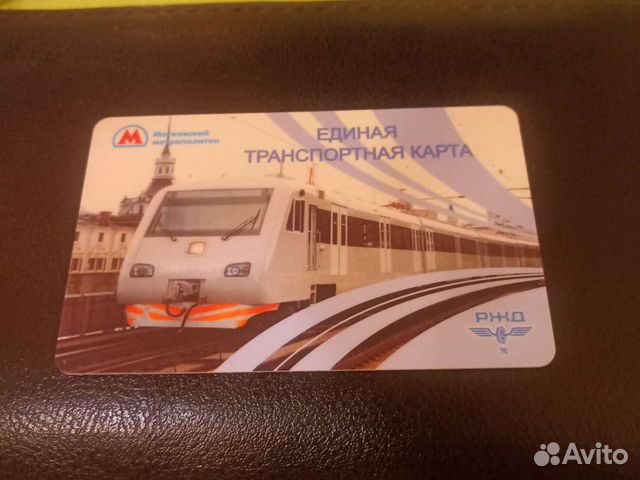 М
Московский
метрополитен
ЕДИНАЯ
ТРАНСПОРТНАЯ КАРТА
РЖД
Avito